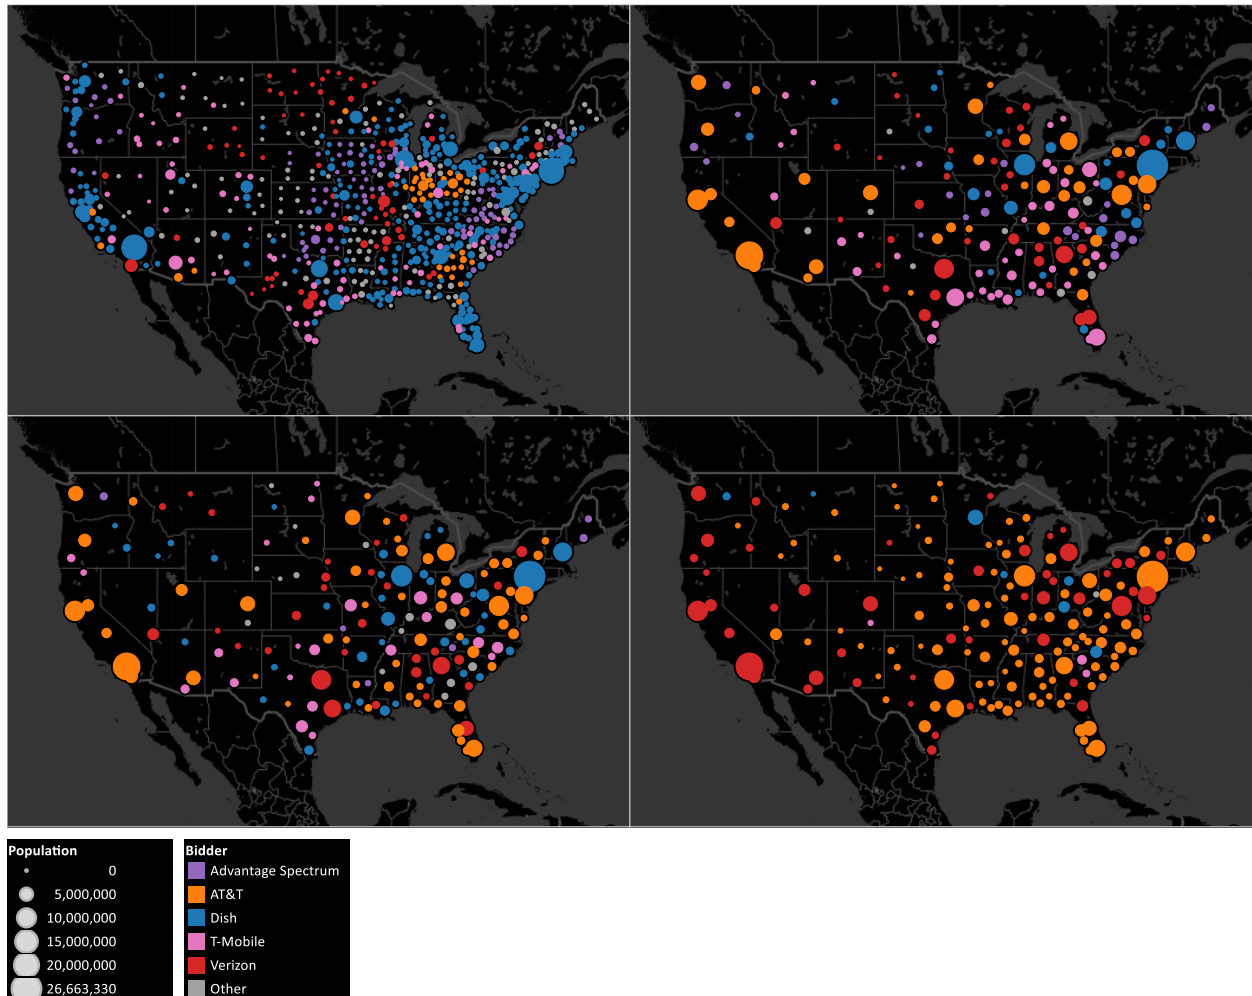 Population
0
5,000,000
10,000,000
15,000,000
20,000,000
26,663,330
Bidder
Advantage Spectrum
AT&T
Dish
T-Mobile
Verizon
Other